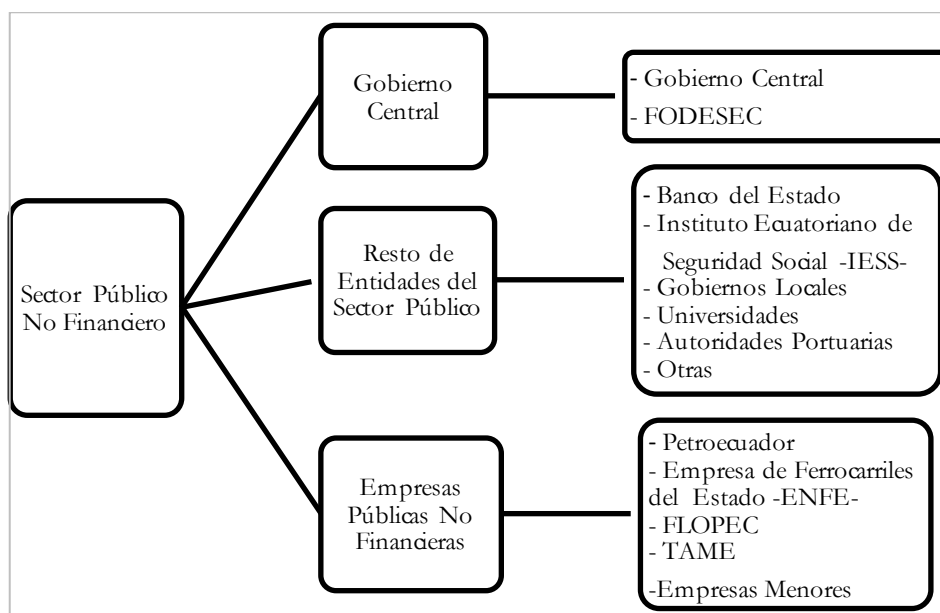 Sector Público
No Financiero
Gobierno
Central
- Gobierno Central
- FODESEC
Resto de
Entidades del
Sector Público
- Banco del Estado
- Instituto Ecuatoriano de
Seguridad Social -IESS-
- Gobiernos Locales
- Universidades
- Autoridades Portuarias
- Otras
Empresas
Públicas No
Financieras
- Petroecuador
- Empresa de Ferrocarriles
del Estado -ENFE-
- FLOPEC
- TAME
-Empresas Menores